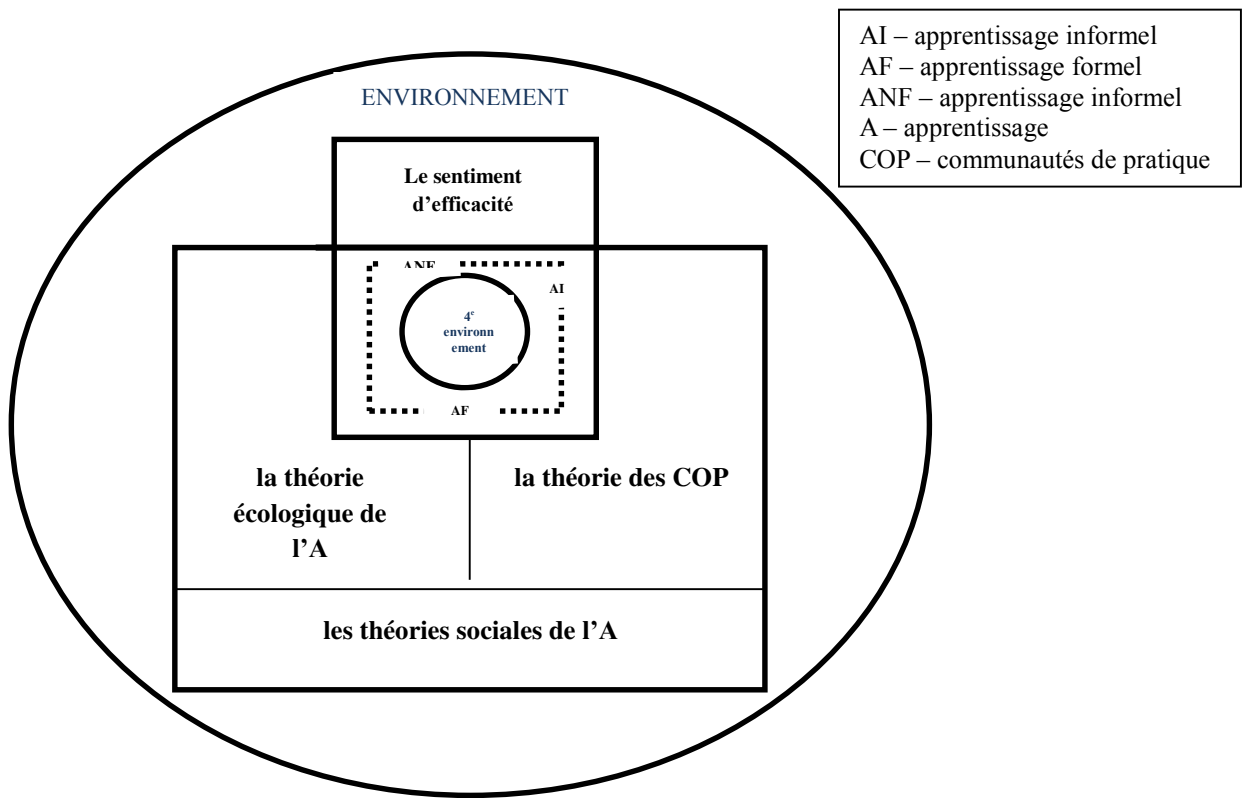 AI – apprentissage informel
AF – apprentissage formel
ANF – apprentissage informel
A – apprentissage
COP – communautés de pratique
ENVIRONNEMENT
Le sentiment
d’efficacité
ANF
AI
4e
environn
ement
AF
la théorie
écologique de
l’A
la théorie des COP
les théories sociales de l’A